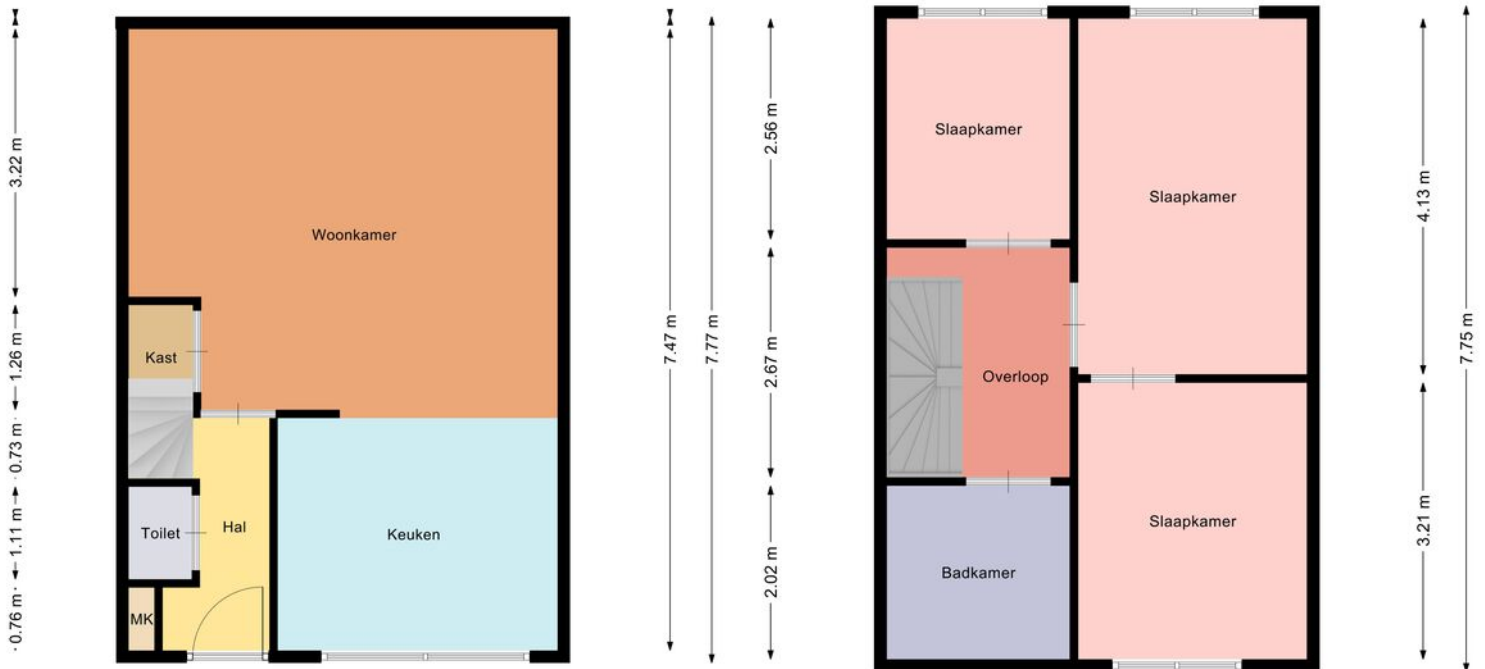 3.22 m
1.26 m
0.73 m
1.11 m
0.76 m
Woonkamer
Kast
Toilet
Hal
Keuken
MK
7.47 m
7.77 m
2.56 m
2.67 m
2.02 m
Slaapkamer
Slaapkamer
Overloop
Slaapkamer
Badkamer
4.13 m
3.21 m
7.75 m